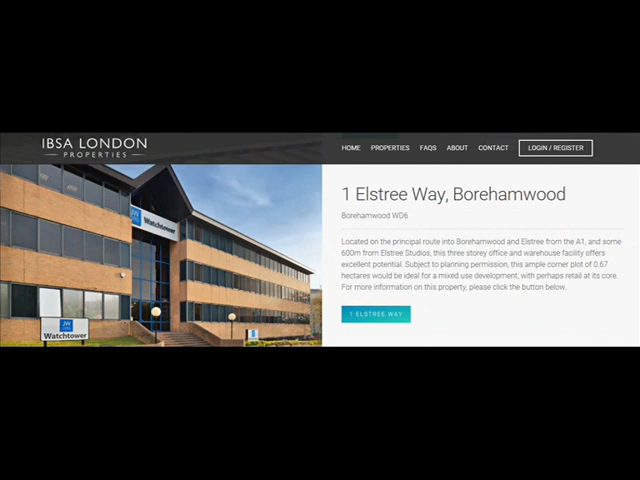 IBSA LONDON
PROPERTIES
HOME PROPERTIES FAQS ABOUT CONTACT LOGIN / REGISTER
1 Elstree Way, Borehamwood
Borehamwood WD6
Located on the principal route into Borehamwood and Elstree from the A1, and some
600m from Elstree Studios, this three storey office and warehouse facility offers
excellent potential. Subject to planning permission, this ample corner plot of 0.67
hectares would be ideal for a mixed use development, with perhaps retail at its core.
For more information on this property, please click the button below.
1 ELSTREE WAY
JW
Watchtower
JW
Watchtower